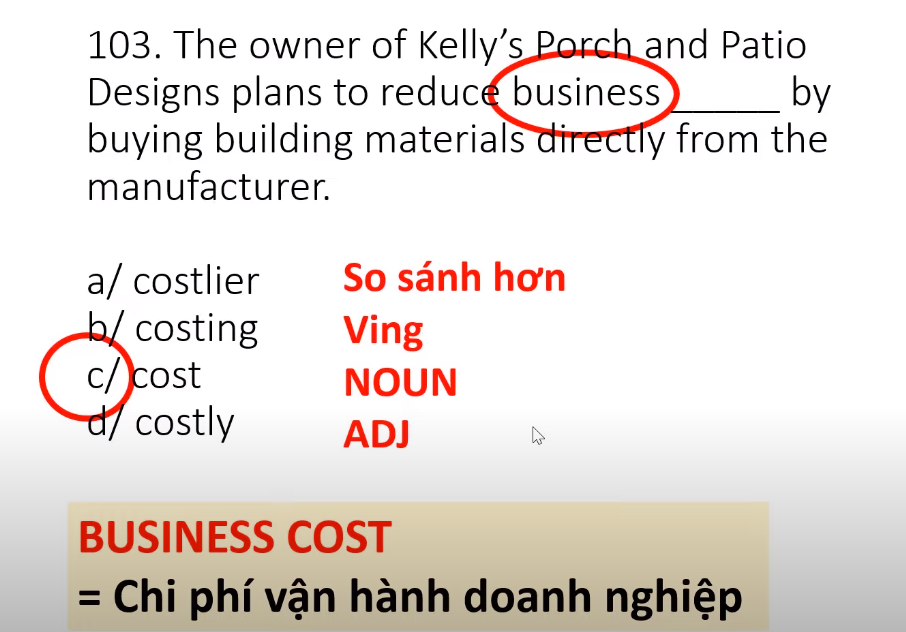 103. The owner of Kelly’s Porch and Patio
Designs plans to reduce business ______ by
buying building materials directly from the
manufacturer.
a/ costlier So sánh hơn
b/ costing Ving
c/ cost NOUN
d/ costly ADJ
BUSINESS COST
= Chi phí vận hành doanh nghiệp